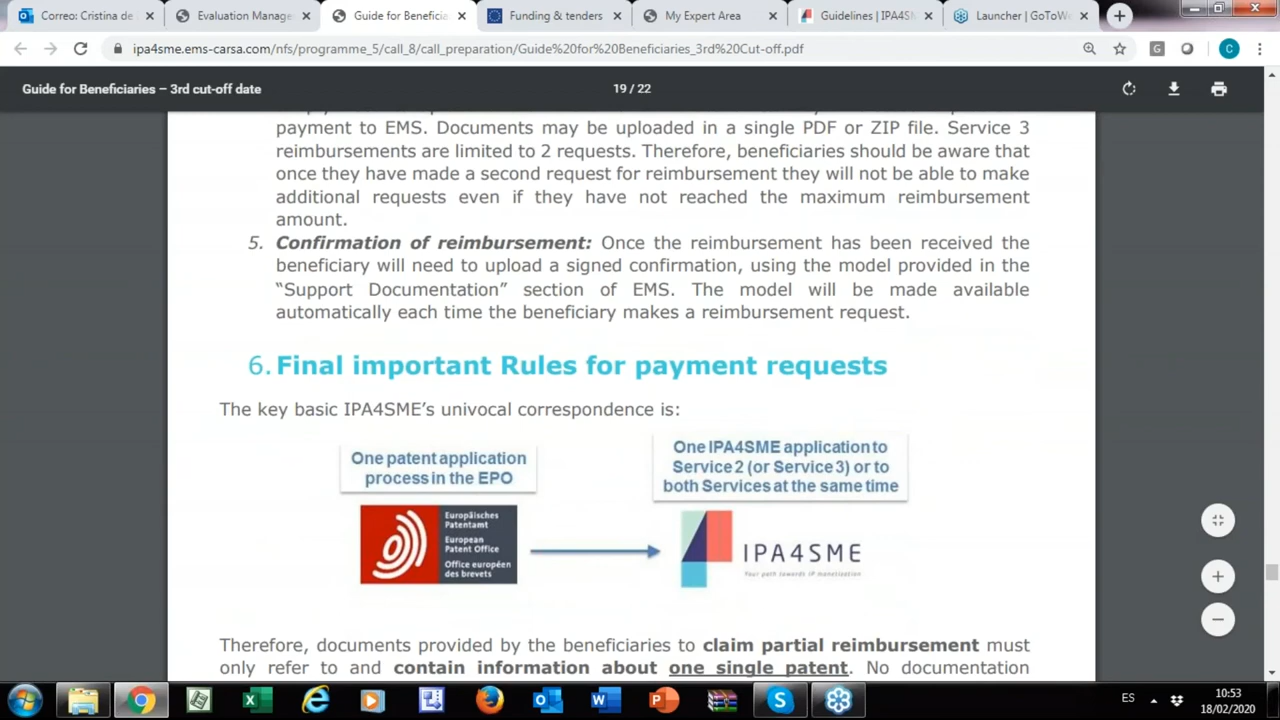 Correo: Cristina de
Evaluation Manage
Guide for Beneficia
Funding & tenders
My Expert Area
Guidelines | IPA4SM
Launcher | GoToWe
ipa4sme.ems-carsa.com/nfs/programme_5/call_8/call_preparation/Guide%20for%20Beneficiaries_3rd%20Cut-off.pdf
G
C
Guide for Beneficiaries – 3rd cut-off date
19 / 22
payment to EMS. Documents may be uploaded in a single PDF or ZIP file. Service 3
reimbursements are limited to 2 requests. Therefore, beneficiaries should be aware that
once they have made a second request for reimbursement they will not be able to make
additional requests even if they have not reached the maximum reimbursement
amount.
5. Confirmation of reimbursement: Once the reimbursement has been received the
beneficiary will need to upload a signed confirmation, using the model provided in the
“Support Documentation” section of EMS. The model will be made available
automatically each time the beneficiary makes a reimbursement request.
6. Final important Rules for payment requests
The key basic IPA4SME’s univocal correspondence is:
One patent application
process in the EPO
One IPA4SME application to
Service 2 (or Service 3) or to
both Services at the same time
Europäisches
Patentamt
European
Patent Office
Office européen
des brevets
IPA4SME
Your path towards IP monetisation
Therefore, documents provided by the beneficiaries to claim partial reimbursement must
only refer to and contain information about one single patent. No documentation
ES
10:53
18/02/2020